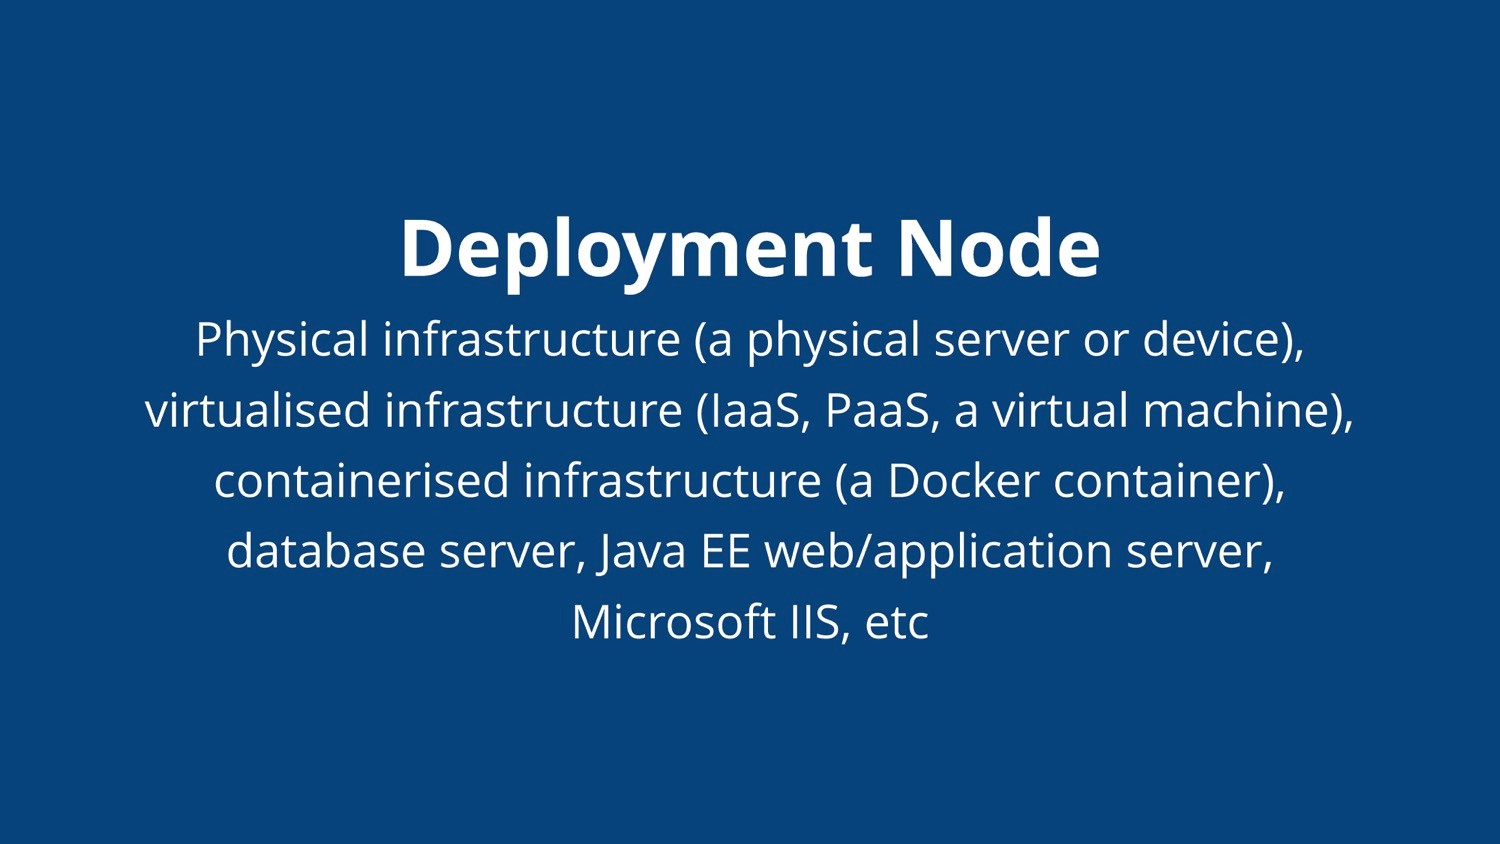 Deployment Node
Physical infrastructure (a physical server or device),
virtualised infrastructure (IaaS, PaaS, a virtual machine),
containerised infrastructure (a Docker container),
database server, Java EE web/application server,
Microsoft IIS, etc